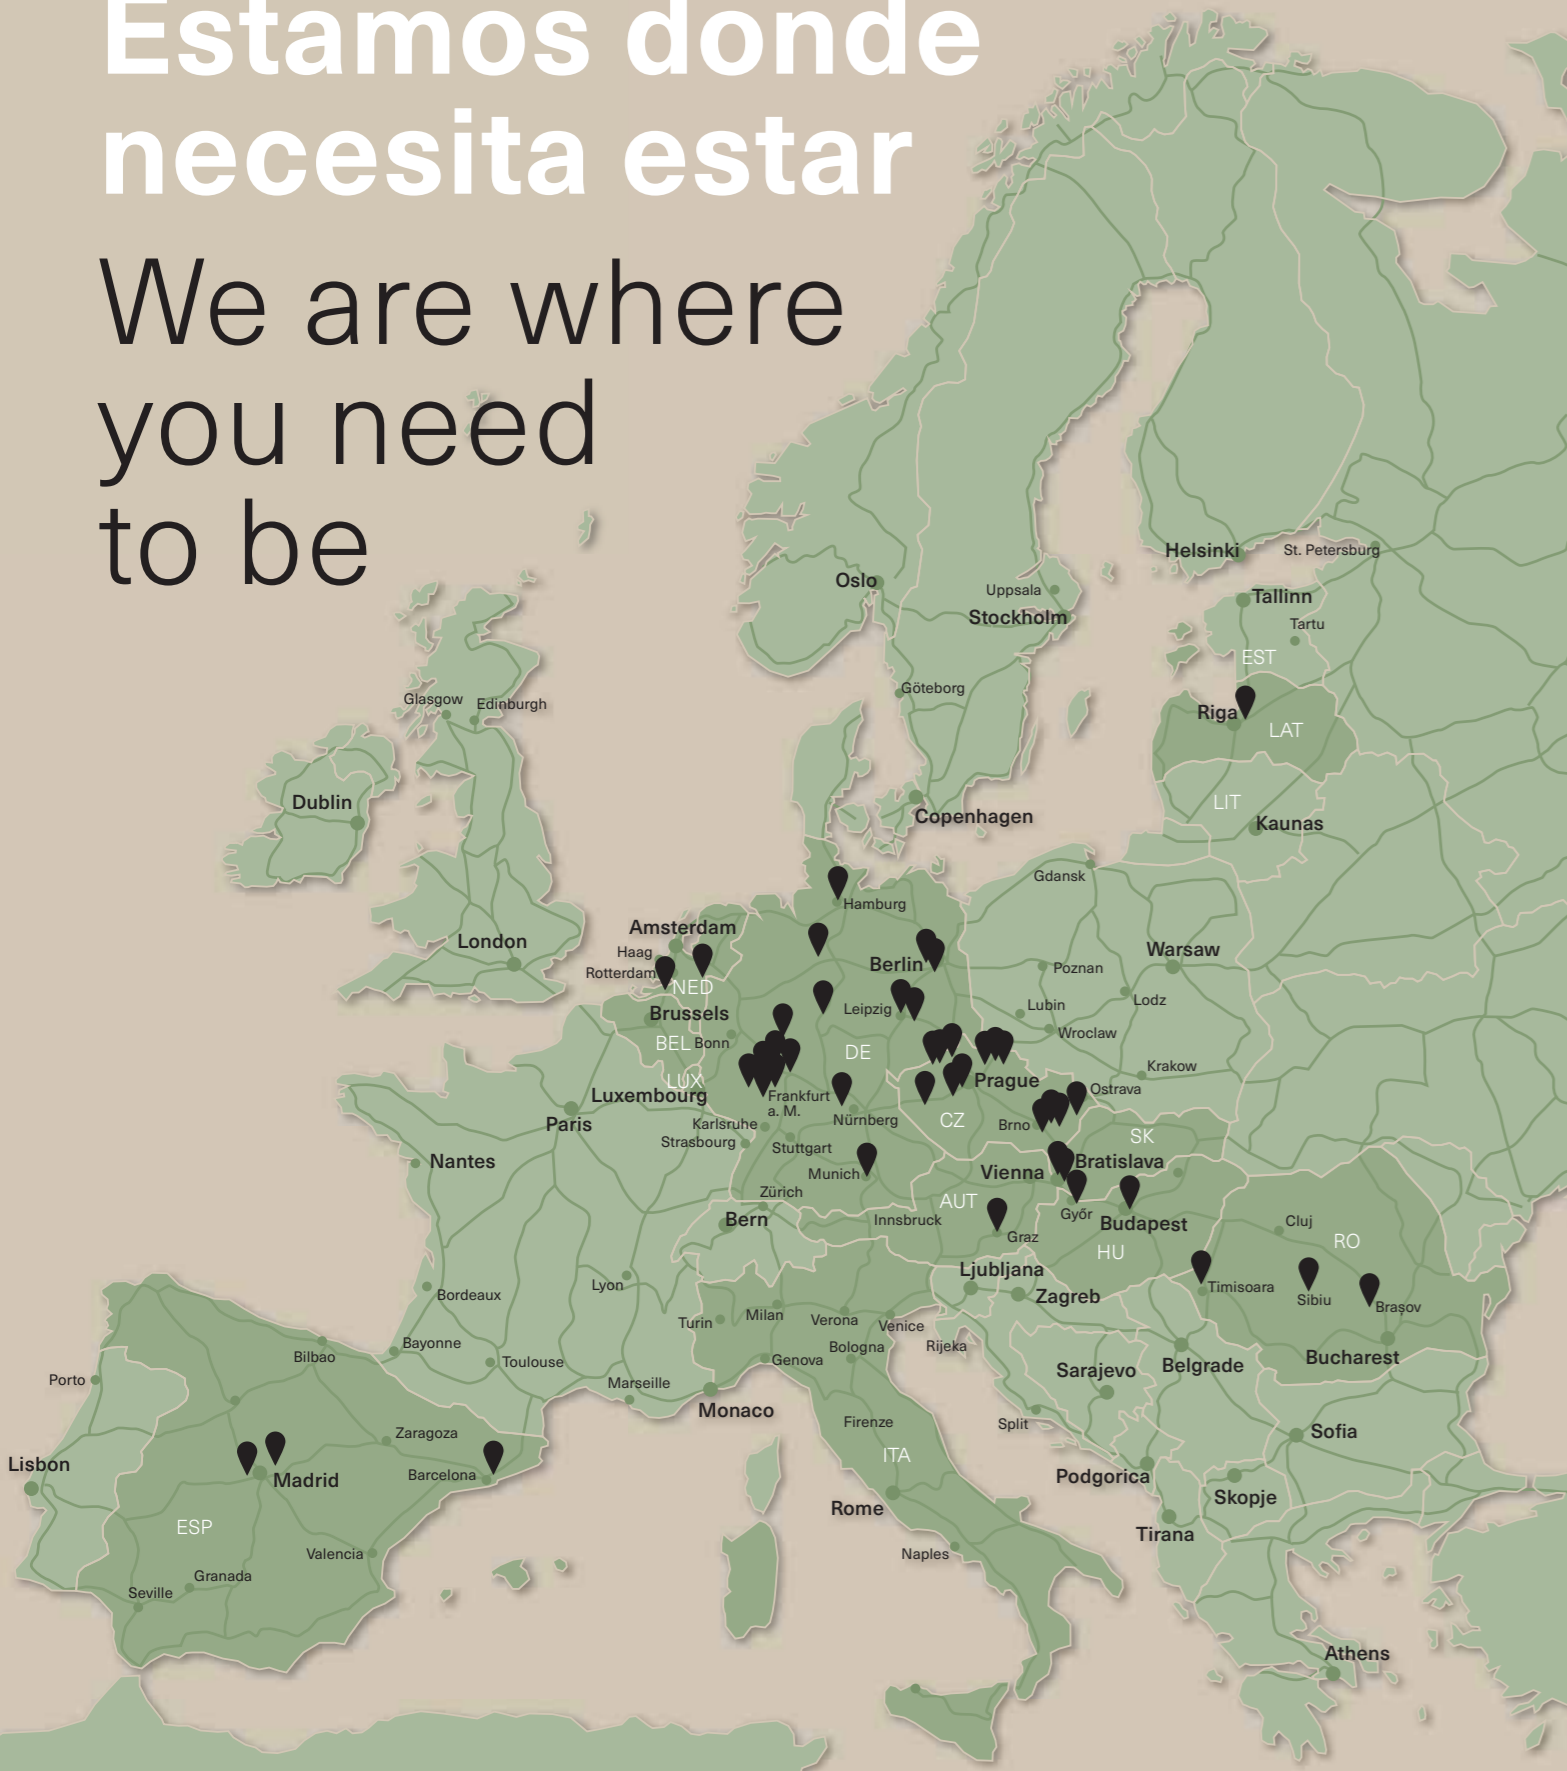 Estamos donde
necesita estar
We are where
you need
to be
Helsinki
St. Petersburg
Oslo
Uppsala
Stockholm
Tallinn
Tartu
EST
Göteborg
Glasgow
Edinburgh
Riga
LAT
Dublin
LIT
Kaunas
Copenhagen
Gdansk
Hamburg
Amsterdam
London
Haag
Rotterdam
NED
Berlin
Warsaw
Poznan
Lodz
Lubin
Leipzig
Brussels
BEL
Bonn
DE
Wroclaw
Krakow
LUX
Luxembourg
Frankfurt
a. M.
Prague
Ostrava
Paris
Karlsruhe
Strasbourg
Nürnberg
CZ
Brno
SK
Stuttgart
Nantes
Munich
Vienna
Bratislava
Zürich
AUT
Bern
Innsbruck
Graz
Győr
Budapest
Cluj
RO
HU
Ljubljana
Zagreb
Lyon
Bordeaux
Timisoara
Sibiu
Brașov
Turin
Milan
Verona
Venice
Rijeka
Bologna
Genova
Bayonne
Bilbao
Toulouse
Marseille
Monaco
Sarajevo
Belgrade
Bucharest
Porto
Firenze
Split
Sofia
Zaragoza
Lisbon
Madrid
Barcelona
ITA
Podgorica
Skopje
Rome
Tirana
ESP
Valencia
Naples
Granada
Seville
Athens